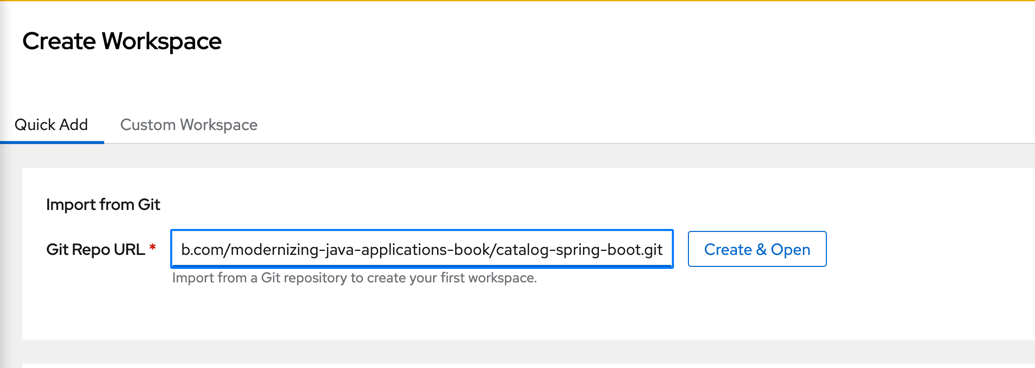 Create Workspace
Quick Add Custom Workspace
Import from Git
Git Repo URL * b.com/modernizing-java-applications-book/catalog-spring-boot.git Create & Open
Import from a Git repository to create your first workspace.